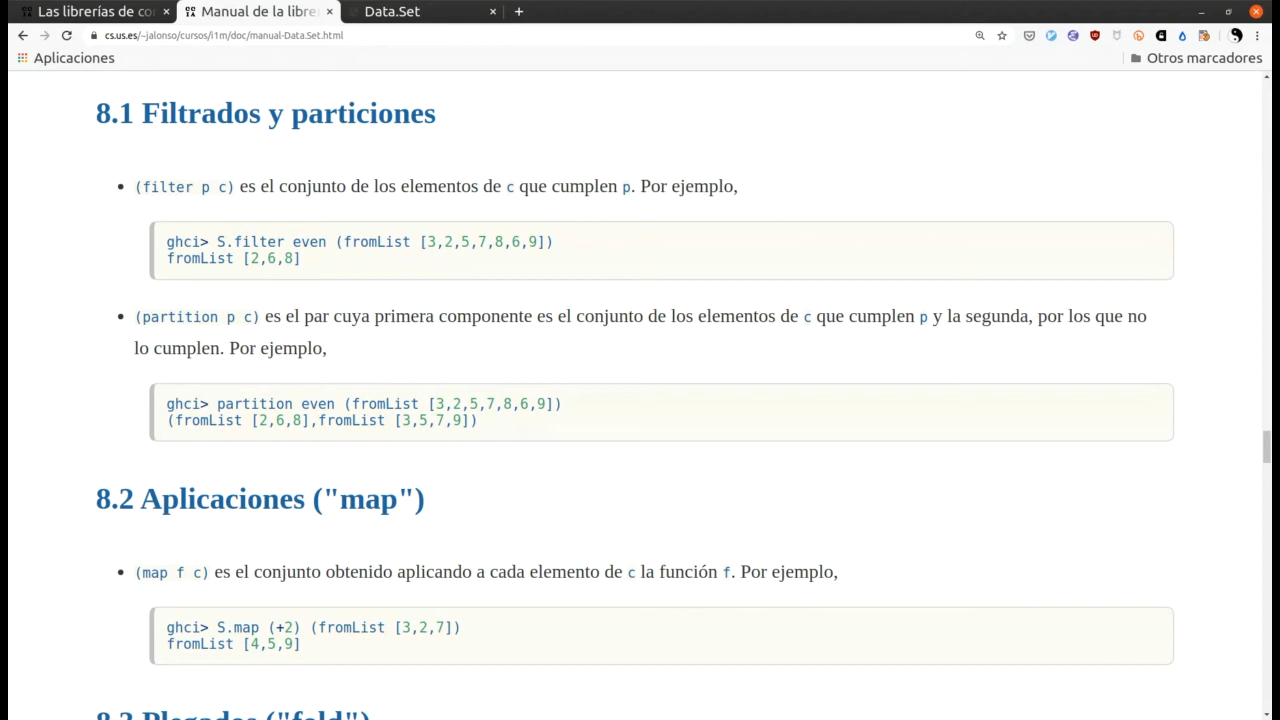 Las librerías de co
Manual de la libre
Data.Set
cs.us.es/~jalonso/cursos/i1m/doc/manual-Data.Set.html
Aplicaciones
Otros marcadores
8.1 Filtrados y particiones
• (filter p c) es el conjunto de los elementos de c que cumplen p. Por ejemplo,
ghci> S.filter even (fromList [3,2,5,7,8,6,9])
fromList [2,6,8]
• (partition p c) es el par cuya primera componente es el conjunto de los elementos de c que cumplen p y la segunda, por los que no
lo cumplen. Por ejemplo,
ghci> partition even (fromList [3,2,5,7,8,6,9])
(fromList [2,6,8],fromList [3,5,7,9])
8.2 Aplicaciones ("map")
• (map f c) es el conjunto obtenido aplicando a cada elemento de c la función f. Por ejemplo,
ghci> S.map (+2) (fromList [3,2,7])
fromList [4,5,9]
8.3 Plegados ("fold")